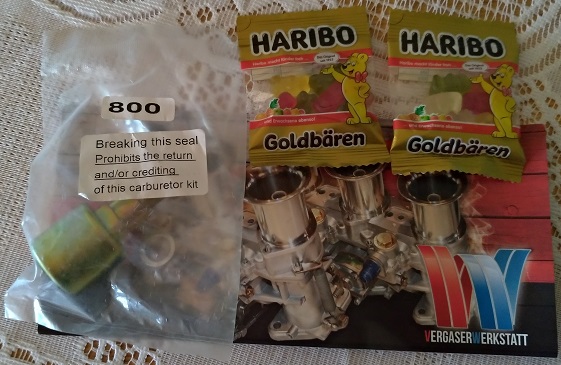 800
Breaking this seal
Prohibits the return
and/or crediting
of this carburetor kit
HARIBO
Goldbären
HARIBO
Goldbären
VERGASERWERKSTATT